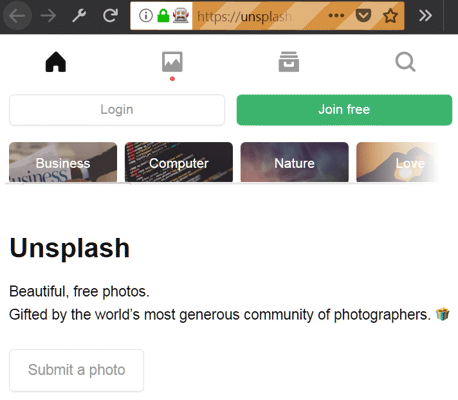 https://unsplash
Login
Join free
Business
Computer
Nature
Love
Unsplash
Beautiful, free photos.
Gifted by the world's most generous community of photographers. 🎁
Submit a photo